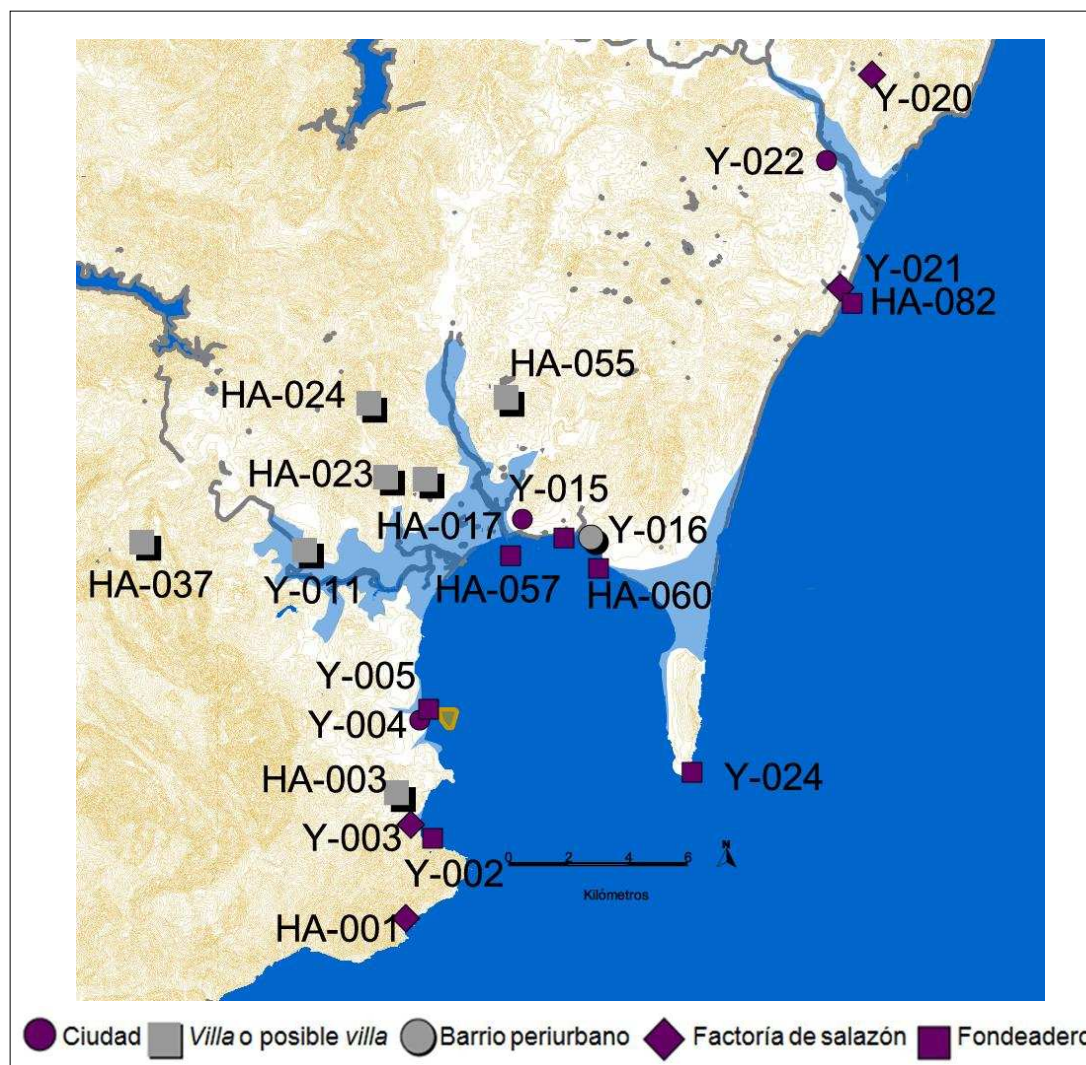 Y-020
Y-022
Y-021
HA-082
HA-055
HA-024
HA-023
Y-015
HA-017
Y-016
HA-037
Y-011
HA-057
HA-060
Y-005
Y-004
HA-003
Y-024
Y-003
Y-002
0 2 4 6
N
Kilómetros
HA-001
Ciudad Villa o posible villa Barrio periurbano Factoría de salazón Fondeadero